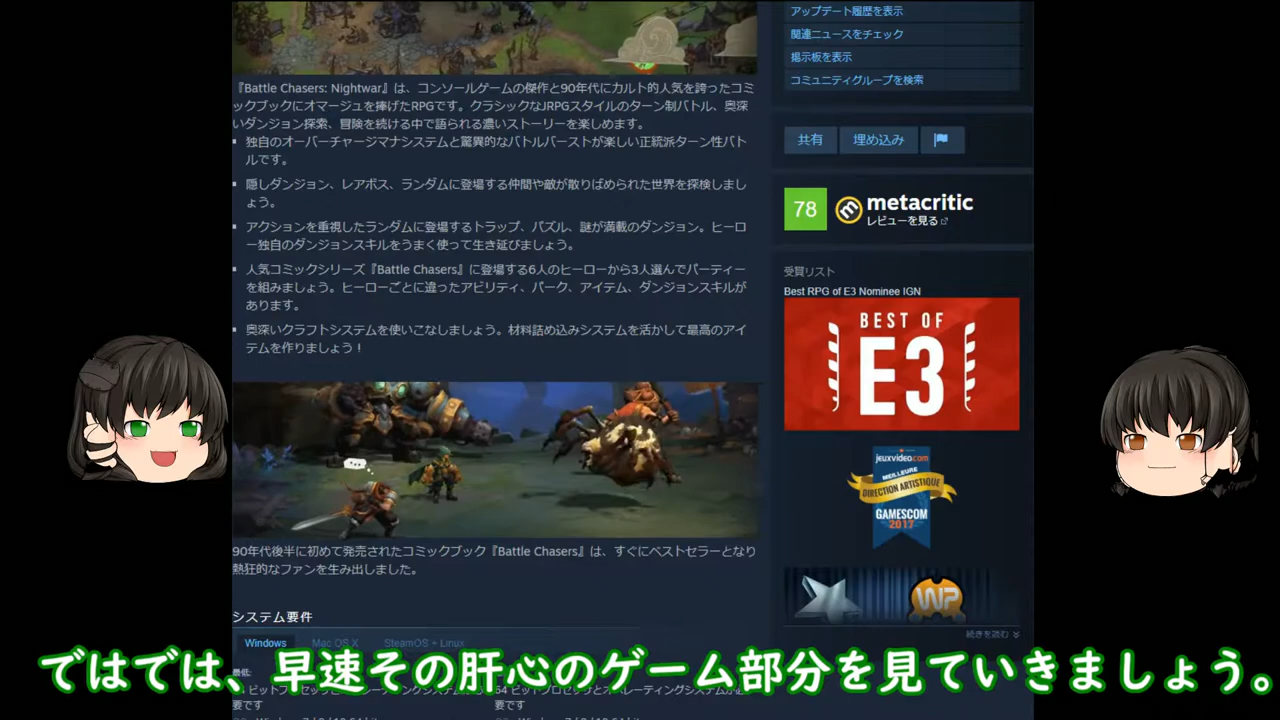 『Battle Chasers: Nightwar』は、コンソールゲームの傑作と90年代にカルト的人気を誇ったコミ
ックブックにオマージュを捧げたRPGです。クラシックなJRPGスタイルのターン制バトル、奥深
いダンジョン探索、冒険を続ける中で語られる濃いストーリーを楽しめます。
独自のオーバーチャージマナシステムと驚異的なバトルバーストが楽しい正統派ターン性バト
ルです。
隠しダンジョン、レアボス、ランダムに登場する仲間や敵が散りばめられた世界を探検しまし
ょう。
アクションを重視したランダムに登場するトラップ、パズル、謎が満載のダンジョン。ヒーロ
ー独自のダンジョンスキルをうまく使って生き延びましょう。
人気コミックシリーズ『Battle Chasers』に登場する6人のヒーローから3人選んでパーティー
を組みましょう。ヒーローごとに違ったアビリティ、パーク、アイテム、ダンジョンスキルが
あります。
奥深いクラフトシステムを使いこなしましょう。材料詰め込みシステムを活かして最高のアイ
テムを作りましょう！
90年代後半に初めて発売されたコミックブック『Battle Chasers』は、すぐにベストセラーとなり
熱狂的なファンを生み出しました。
システム要件
Windows Mac OS X SteamOS + Linux
最低:
アップデート履歴を表示
関連ニュースをチェック
掲示板を表示
コミュニティグループを検索
共有 埋め込み
78 metacritic
レビューを見る
受賞リスト
Best RPG of E3 Nominee IGN
BEST OF
E3
jeuxvideo.com
MEILLEURE
DIRECTION ARTISTIQUE
GAMESCOM
2017
WP
続きを読む
ではでは、早速その肝心のゲーム部分を見ていきましょう。